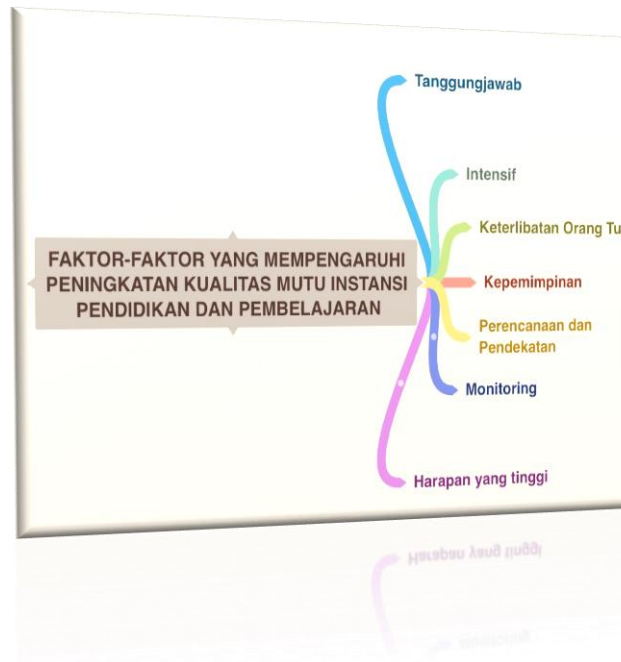 Tanggungjawab
Intensif
Keterlibatan Orang Tu
FAKTOR-FAKTOR YANG MEMPENGARUHI
PENINGKATAN KUALITAS MUTU INSTANSI
PENDIDIKAN DAN PEMBELAJARAN
Kepemimpinan
Perencanaan dan
Pendekatan
Monitoring
Harapan yang tinggi